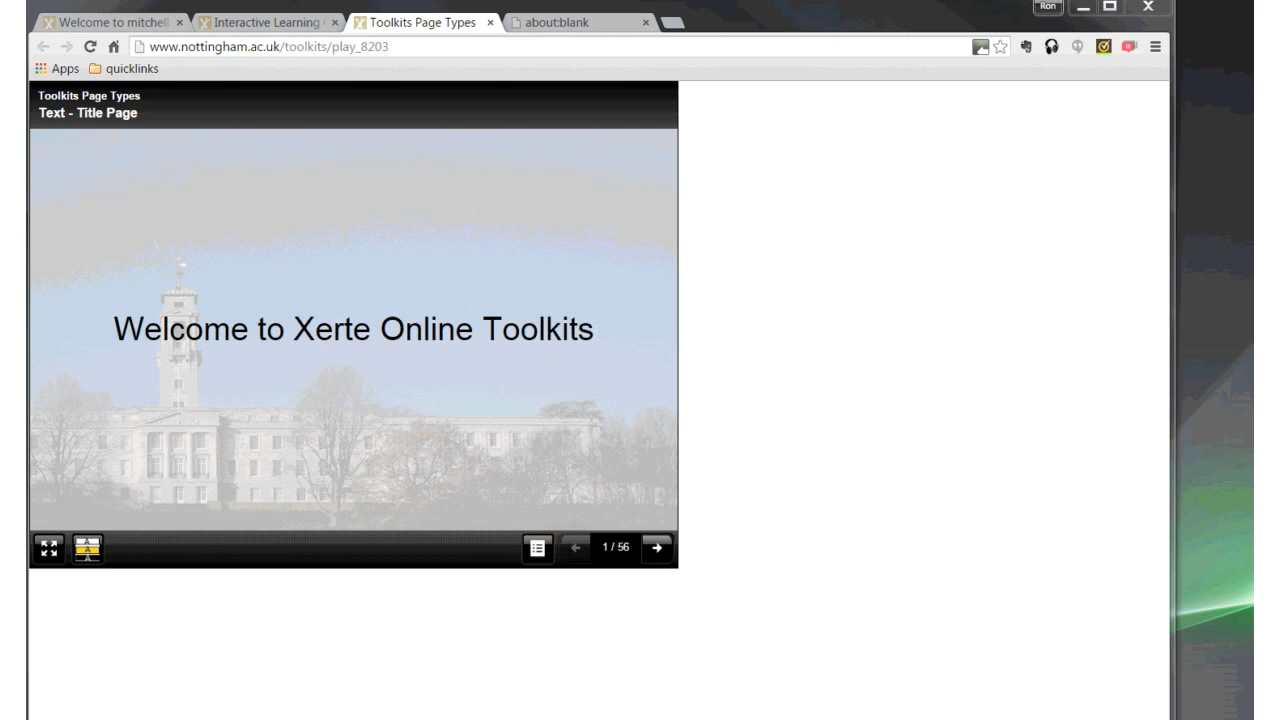 Ron
Welcome to mitchell
Interactive Learning
Toolkits Page Types
about:blank
www.nottingham.ac.uk/toolkits/play_8203
Apps
quicklinks
Toolkits Page Types
Text - Title Page
Welcome to Xerte Online Toolkits
1 / 56